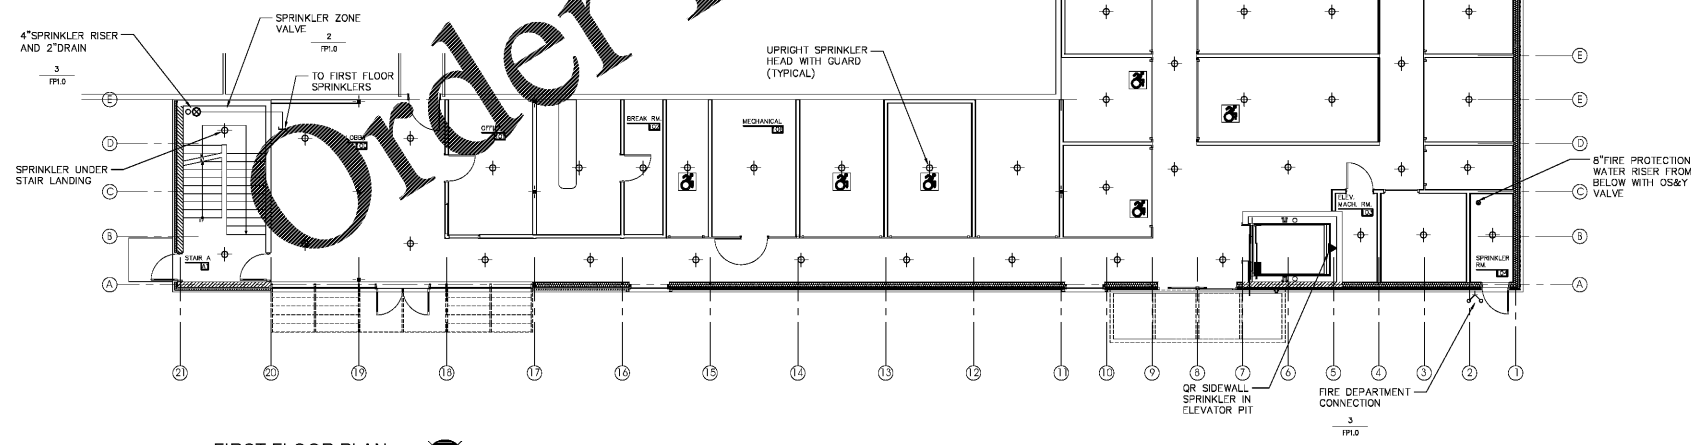 Order
SPRINKLER ZONE
VALVE
2
FP1.0
4"SPRINKLER RISER
AND 2"DRAIN
3
FP1.0
TO FIRST FLOOR
SPRINKLERS
UPRIGHT SPRINKLER
HEAD WITH GUARD
(TYPICAL)
E
E
E
D
D
C
C
B
B
A
A
SPRINKLER UNDER
STAIR LANDING
BREAK RM.
MECHANICAL
8"FIRE PROTECTION
WATER RISER FROM
BELOW WITH OS&Y
VALVE
ELEV.
MACH. RM.
STAIR A
SPRINKLER
RM.
21
20
19
18
17
16
15
14
13
12
11
10
9
8
7
6
5
4
3
2
1
QR SIDEWALL
SPRINKLER IN
ELEVATOR PIT
FIRE DEPARTMENT
CONNECTION
3
FP1.0
FIRST FLOOR PLAN